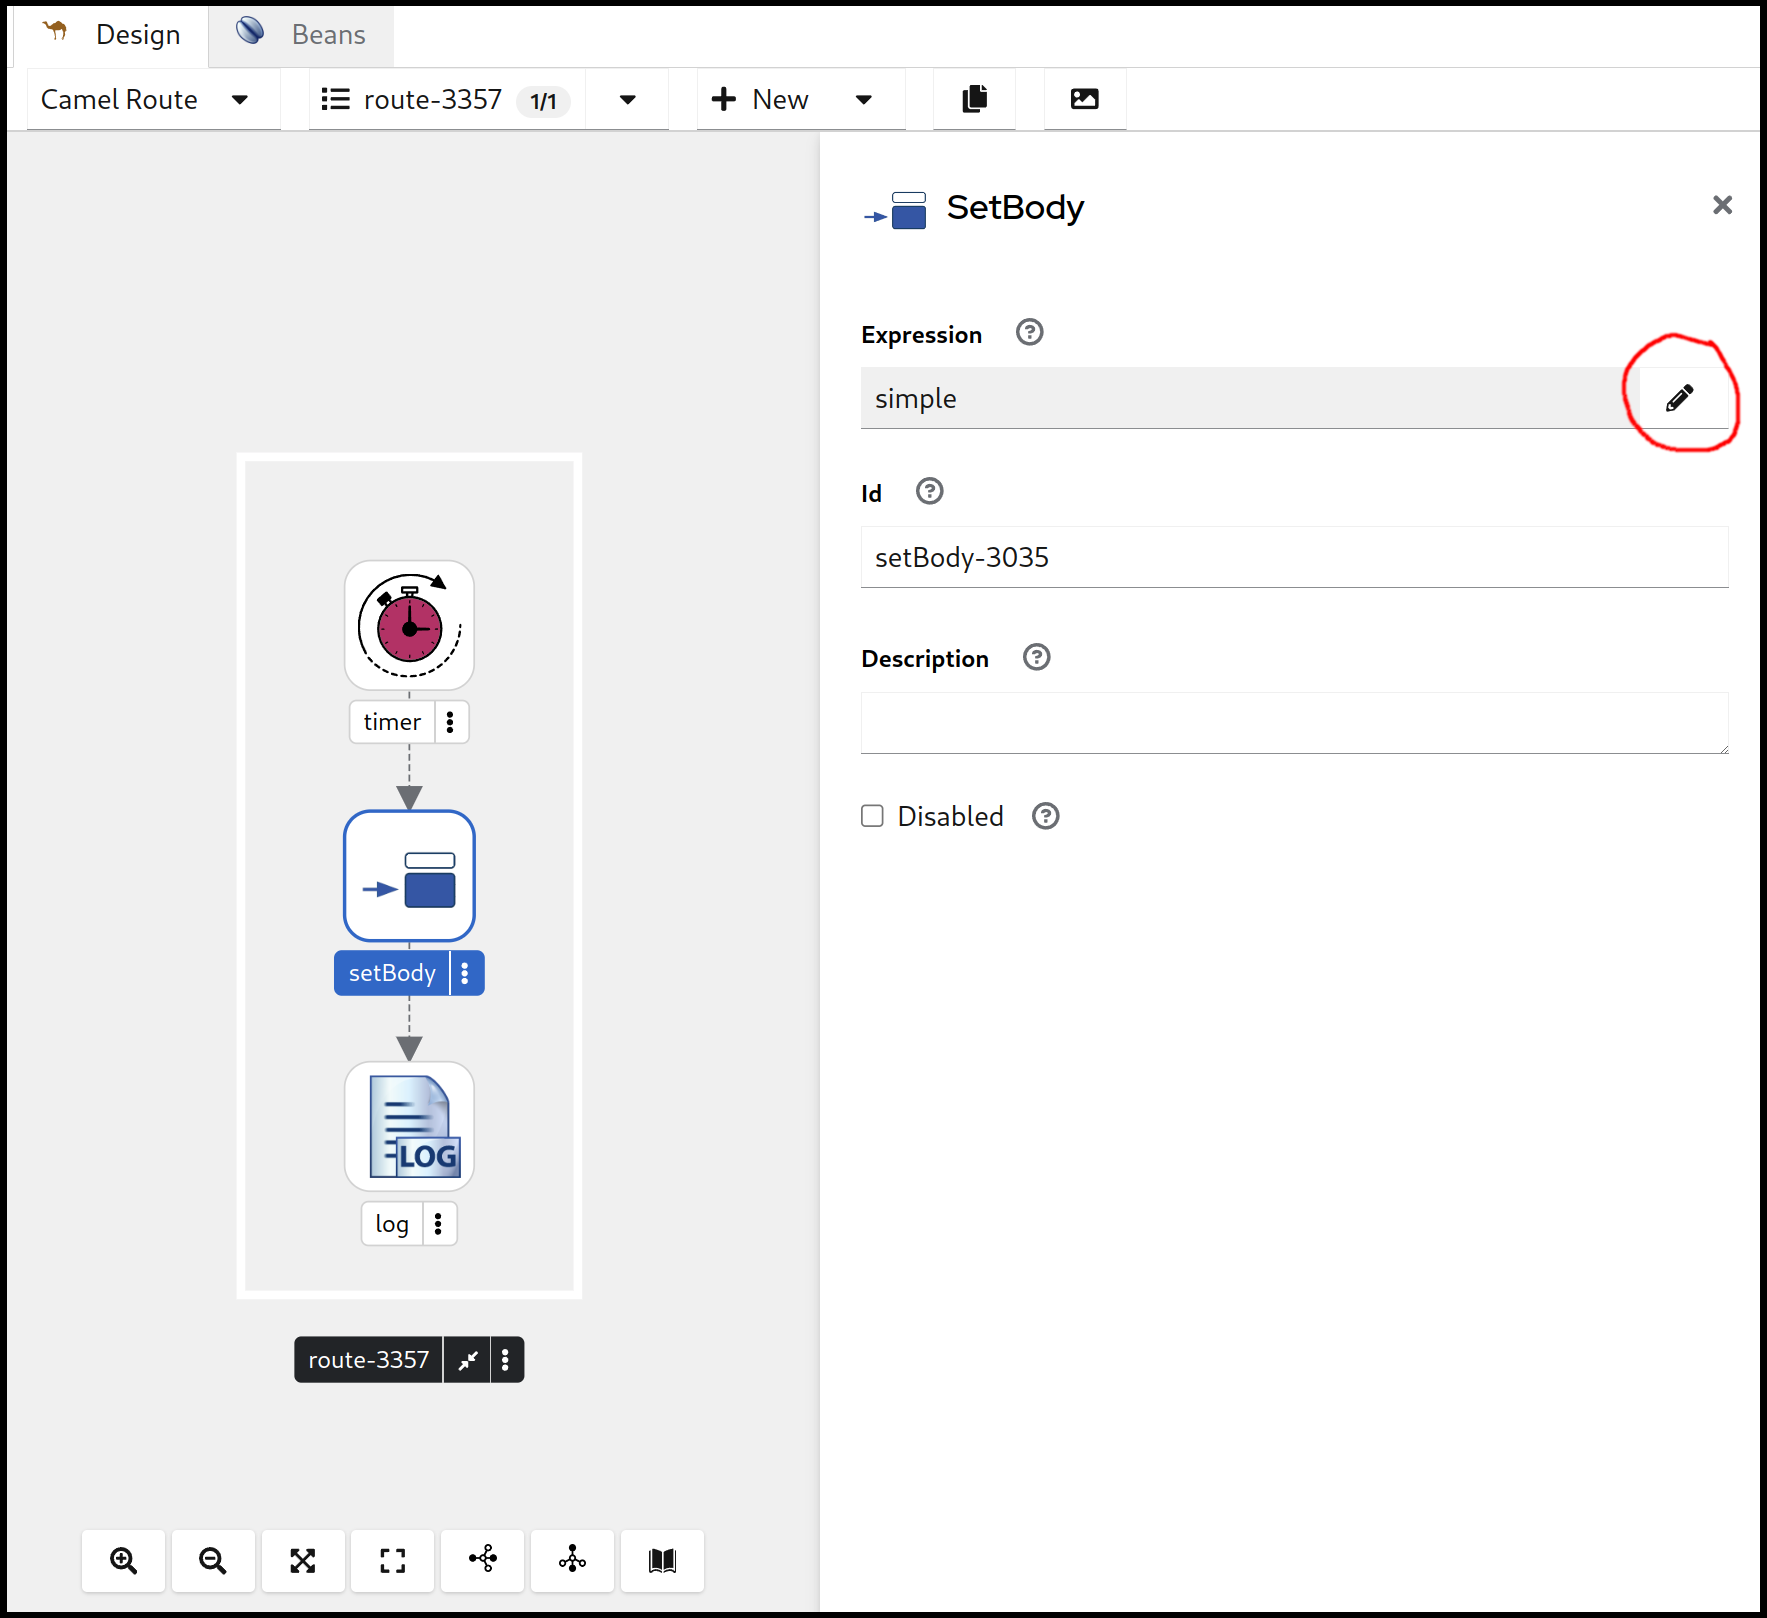 Design
Beans
Camel Route
route-3357 1/1
New
SetBody
Expression
simple
Id
setBody-3035
Description
Disabled
timer
setBody
LOG
log
route-3357